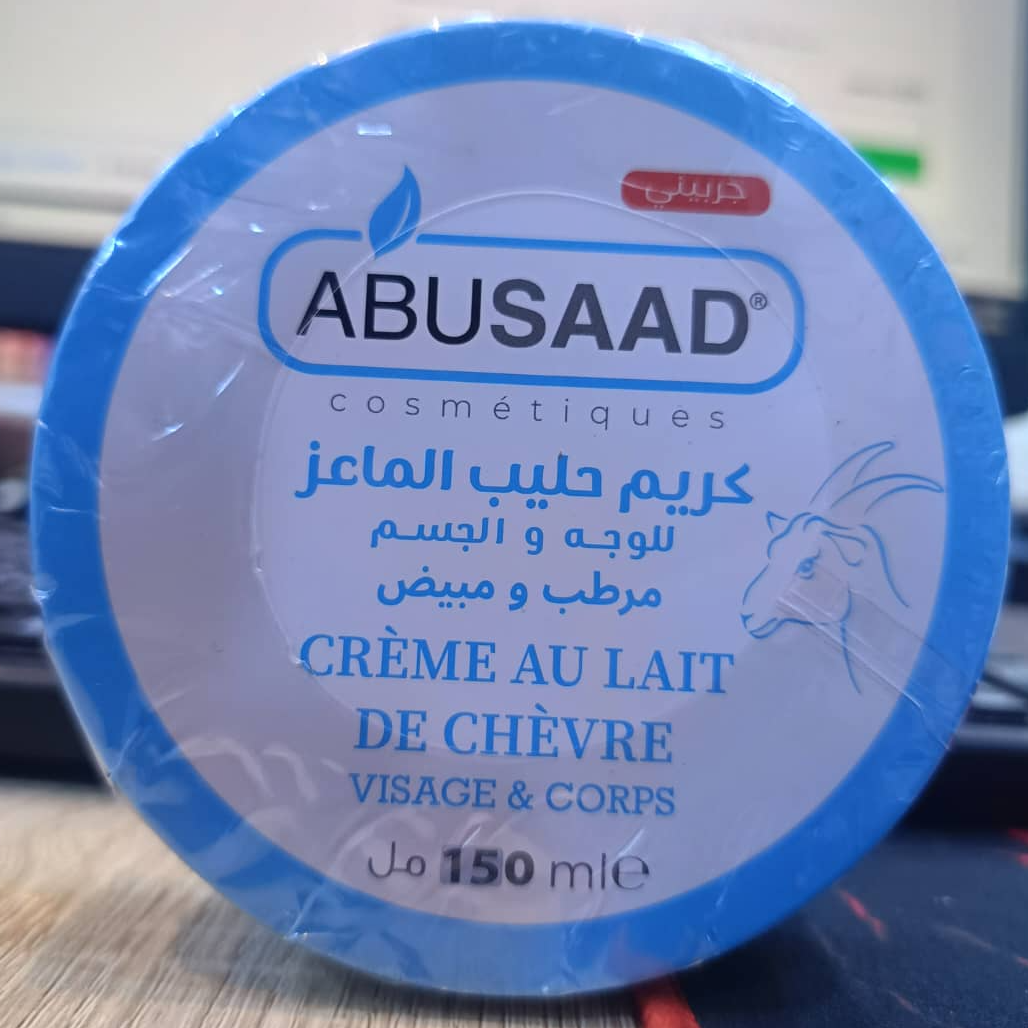 جربيني
ABUSAAD®
cosmétiques
كريم حليب الماعز
للوجه و الجسم
مرطب و مبيض
CRÈME AU LAIT
DE CHÈVRE
VISAGE & CORPS
150 مل ml℮